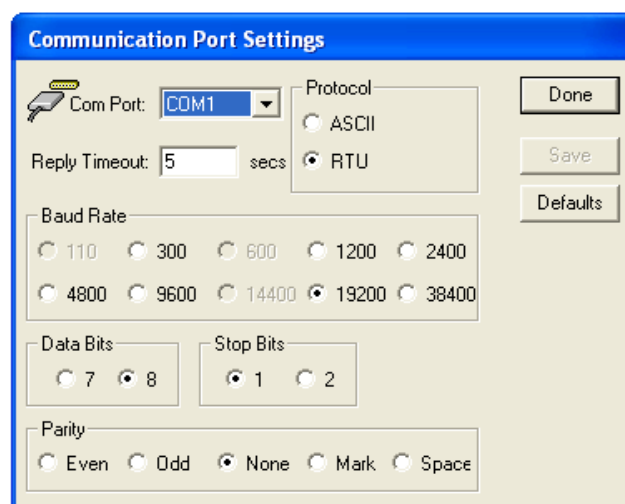 Communication Port Settings
Com Port: COM1
Protocol
ASCII
RTU
Reply Timeout: 5 secs
Done
Save
Defaults
Baud Rate
110 300 600 1200 2400
4800 9600 14400 19200 38400
Data Bits
7 8
Stop Bits
1 2
Parity
Even Odd None Mark Space